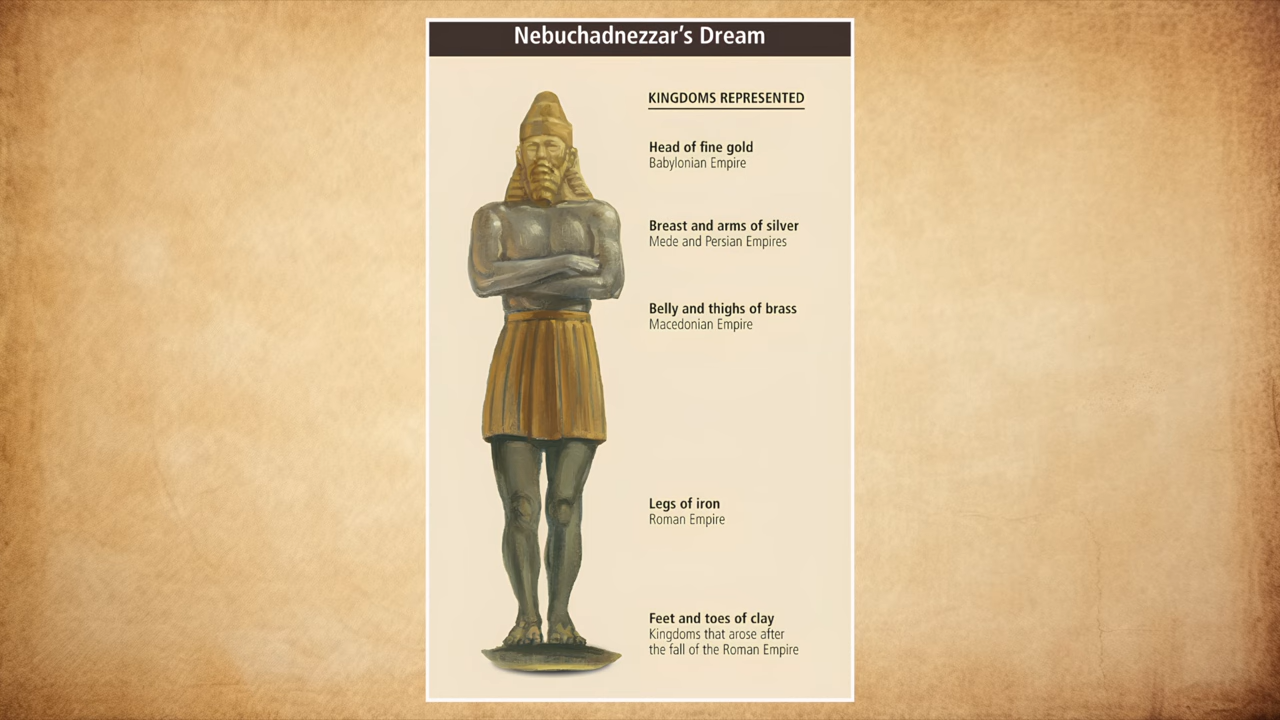 Nebuchadnezzar's Dream
KINGDOMS REPRESENTED
Head of fine gold
Babylonian Empire
Breast and arms of silver
Mede and Persian Empires
Belly and thighs of brass
Macedonian Empire
Legs of iron
Roman Empire
Feet and toes of clay
Kingdoms that arose after
the fall of the Roman Empire